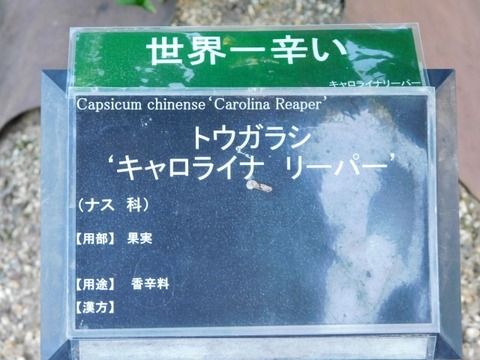 世界一辛い
キャロライナリーパー
Capsicum chinense ‘Carolina Reaper’
トウガラシ
‘キャロライナ リーパー’
（ナス 科）
【用部】 果実
【用途】 香辛料
【漢方】